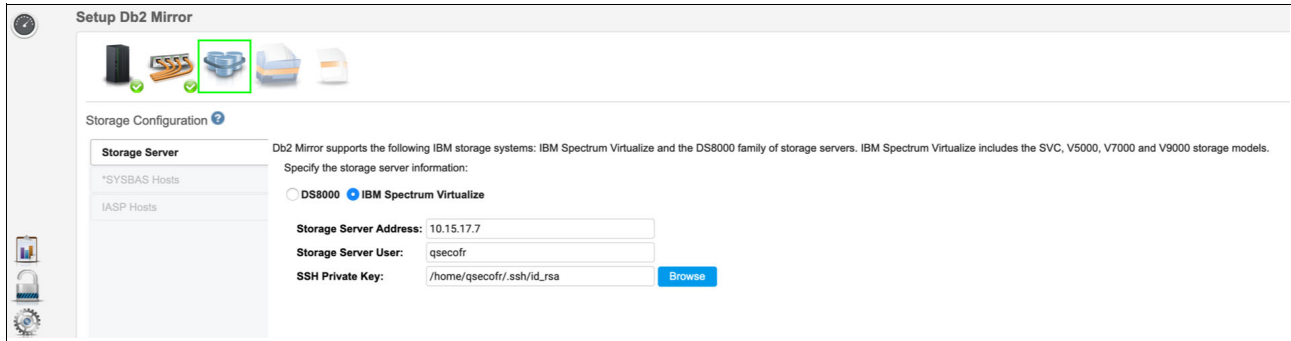 Setup Db2 Mirror
Storage Configuration ?
Storage Server
Db2 Mirror supports the following IBM storage systems: IBM Spectrum Virtualize and the DS8000 family of storage servers. IBM Spectrum Virtualize includes the SVC, V5000, V7000 and V9000 storage models.
*SYSBAS Hosts
IASP Hosts
Specify the storage server information:
DS8000 IBM Spectrum Virtualize
Storage Server Address: 10.15.17.7
Storage Server User: qsecofr
SSH Private Key: /home/qsecofr/.ssh/id_rsa Browse